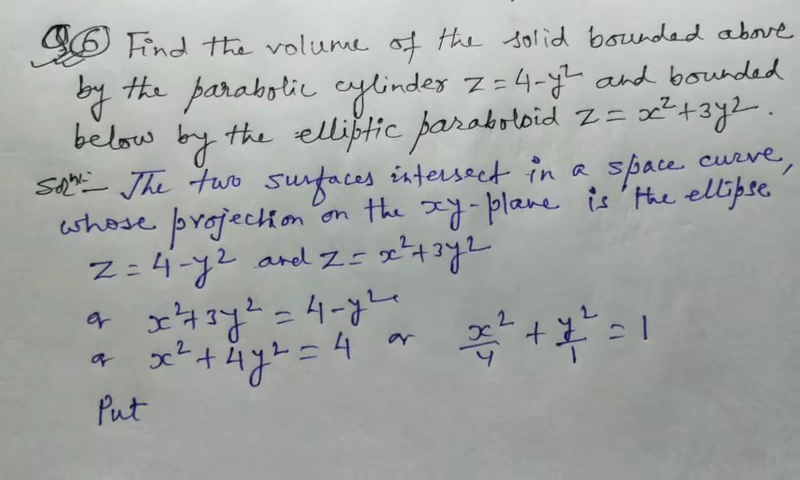 Q6 Find the volume of the solid bounded above
by the parabolic cylinder z = 4-y² and bounded
below by the elliptic paraboloid z = x²+3y².
Solⁿ:- The two surfaces intersect in a space curve,
whose projection on the xy-plane is the ellipse
z = 4-y² and z = x²+3y²
or x²+3y² = 4-y²
or x²+4y² = 4 or x²/4 + y²/1 = 1
Put